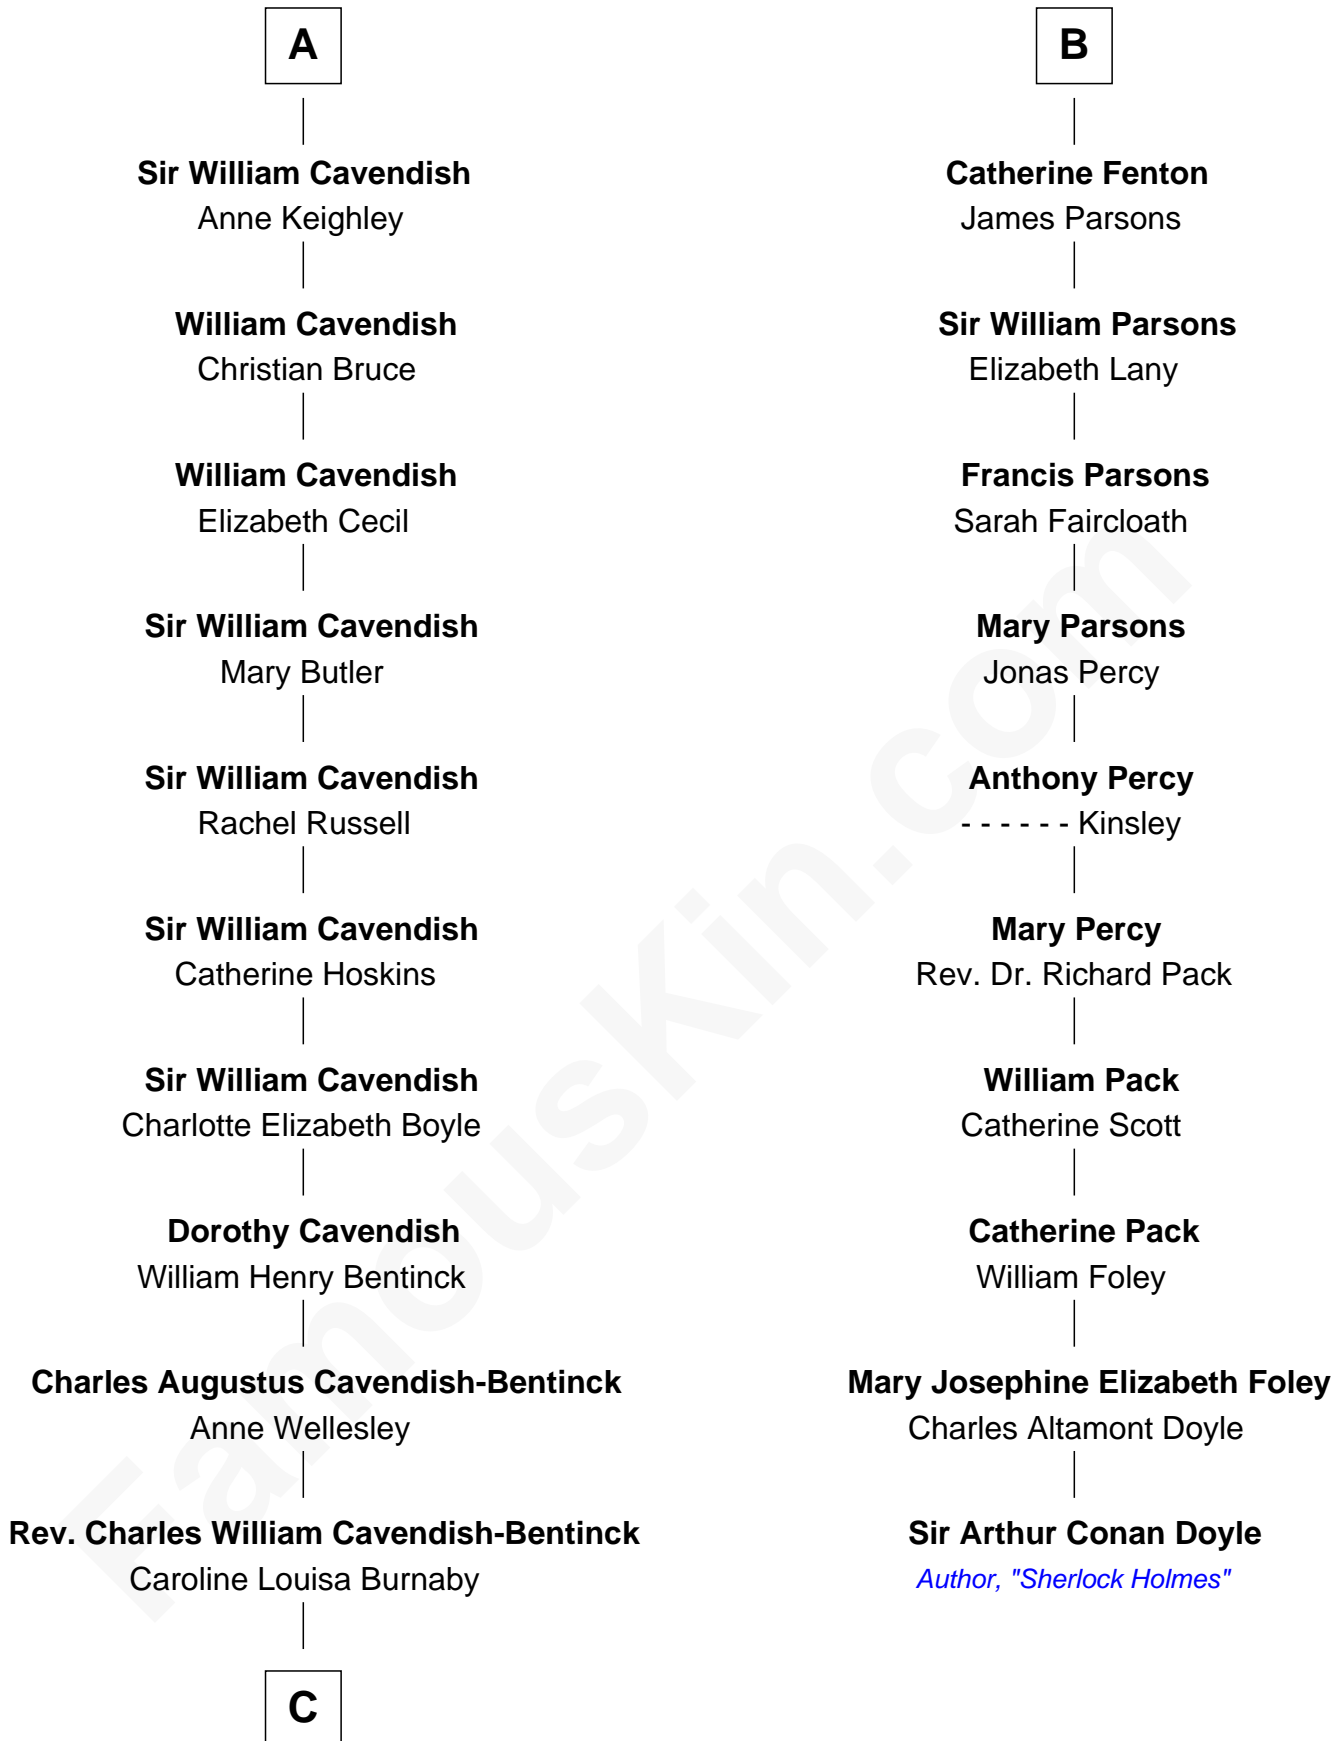 A
Sir William Cavendish
Anne Keighley
William Cavendish
Christian Bruce
William Cavendish
Elizabeth Cecil
Sir William Cavendish
Mary Butler
Sir William Cavendish
Rachel Russell
Sir William Cavendish
Catherine Hoskins
Sir William Cavendish
Charlotte Elizabeth Boyle
Dorothy Cavendish
William Henry Bentinck
Charles Augustus Cavendish-Bentinck
Anne Wellesley
Rev. Charles William Cavendish-Bentinck
Caroline Louisa Burnaby
C
B
Catherine Fenton
James Parsons
Sir William Parsons
Elizabeth Lany
Francis Parsons
Sarah Faircloath
Mary Parsons
Jonas Percy
Anthony Percy
- - - - - - Kinsley
Mary Percy
Rev. Dr. Richard Pack
William Pack
Catherine Scott
Catherine Pack
William Foley
Mary Josephine Elizabeth Foley
Charles Altamont Doyle
Sir Arthur Conan Doyle
Author, "Sherlock Holmes"
FamousKin.com